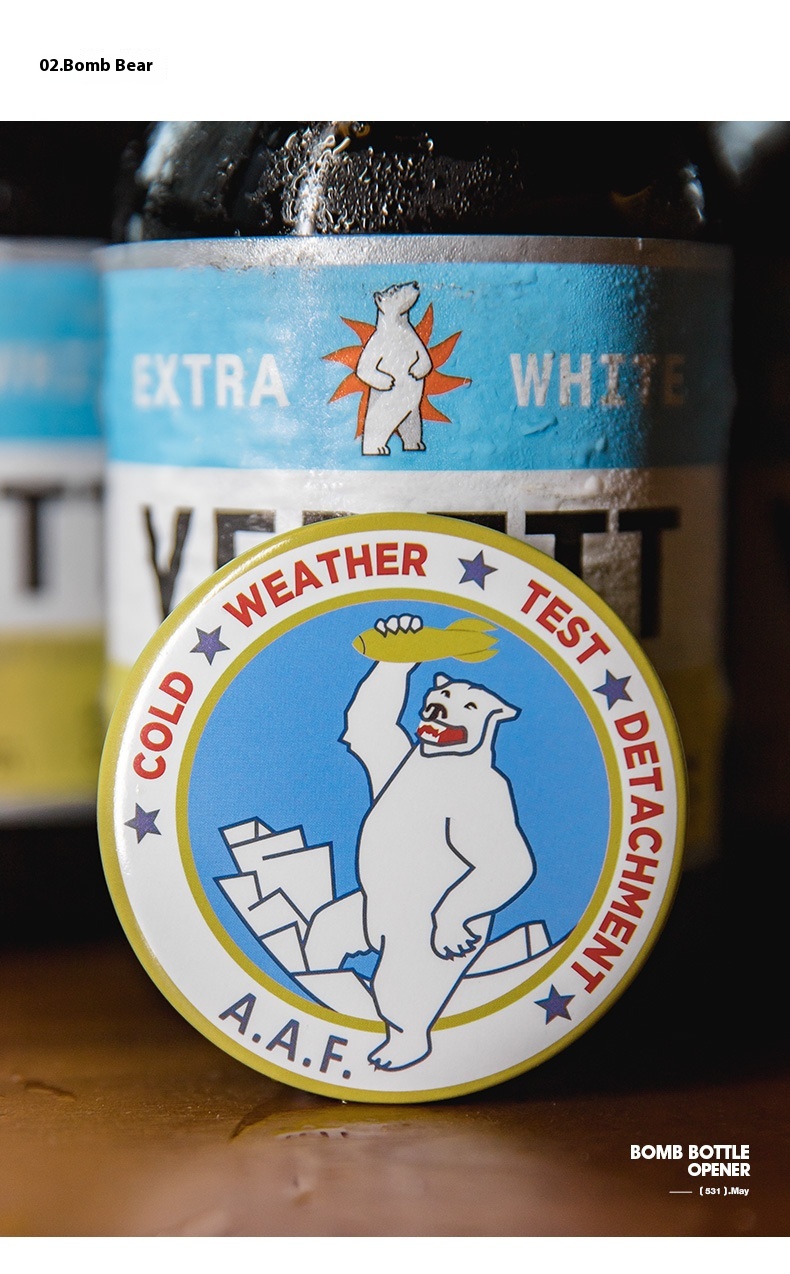 02.Bomb Bear
EXTRA WHITE
COLD WEATHER TEST DETACHMENT
A.A.F.
BOMB BOTTLE
OPENER
( 531 ).May